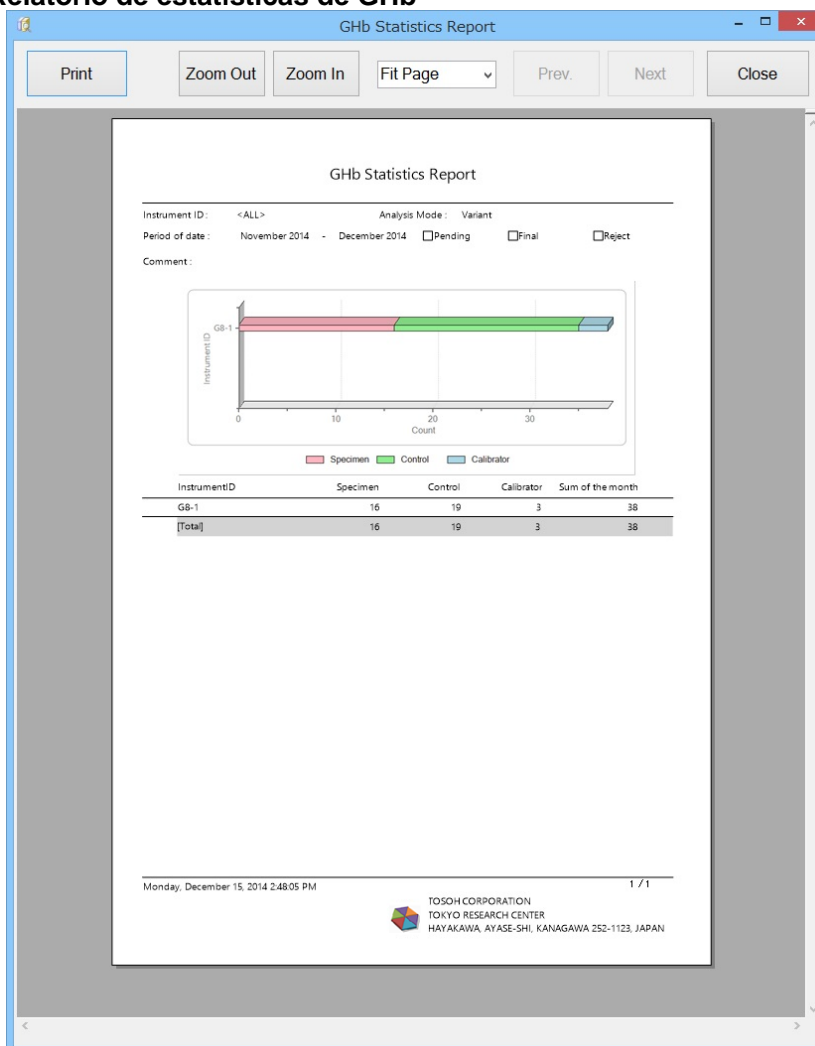 Relatório de estatísticas de GHb
GHb Statistics Report
Print Zoom Out Zoom In Fit Page Prev. Next Close
GHb Statistics Report
Instrument ID : <ALL> Analysis Mode : Variant
Period of date : November 2014 - December 2014 Pending Final Reject
Comment :
G8-1
Instrument ID
0 10 20 30
Count
Specimen Control Calibrator
InstrumentID Specimen Control Calibrator Sum of the month
G8-1 16 19 3 38
[Total] 16 19 3 38
Monday, December 15, 2014 2:48:05 PM 1 / 1
TOSOH CORPORATION
TOKYO RESEARCH CENTER
HAYAKAWA, AYASE-SHI, KANAGAWA 252-1123, JAPAN